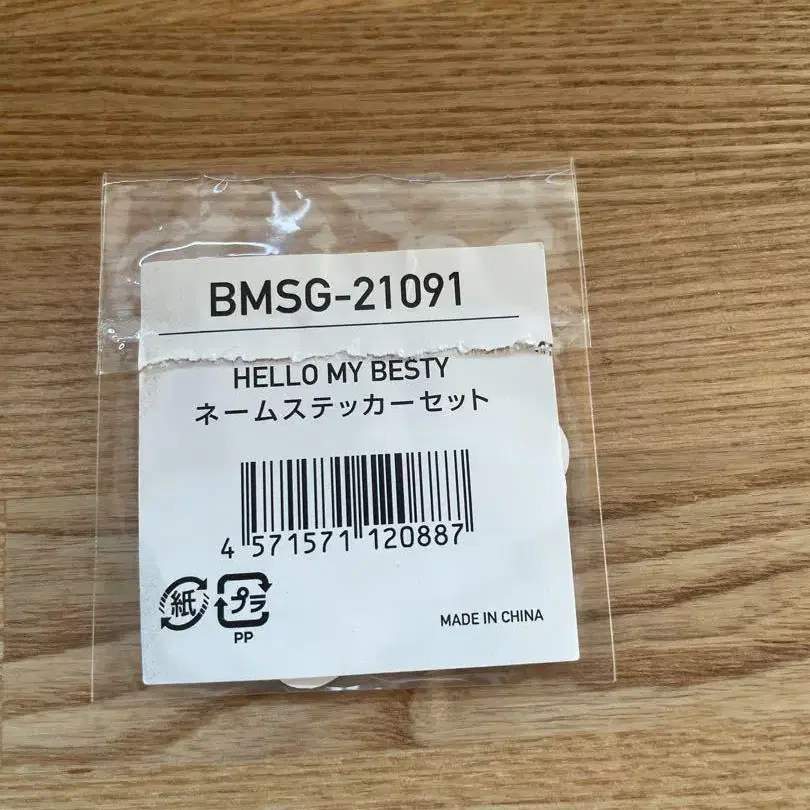 BMSG-21091
HELLO MY BESTY
ネームステッカーセット
4 571571 120887
紙
プラ
PP
MADE IN CHINA